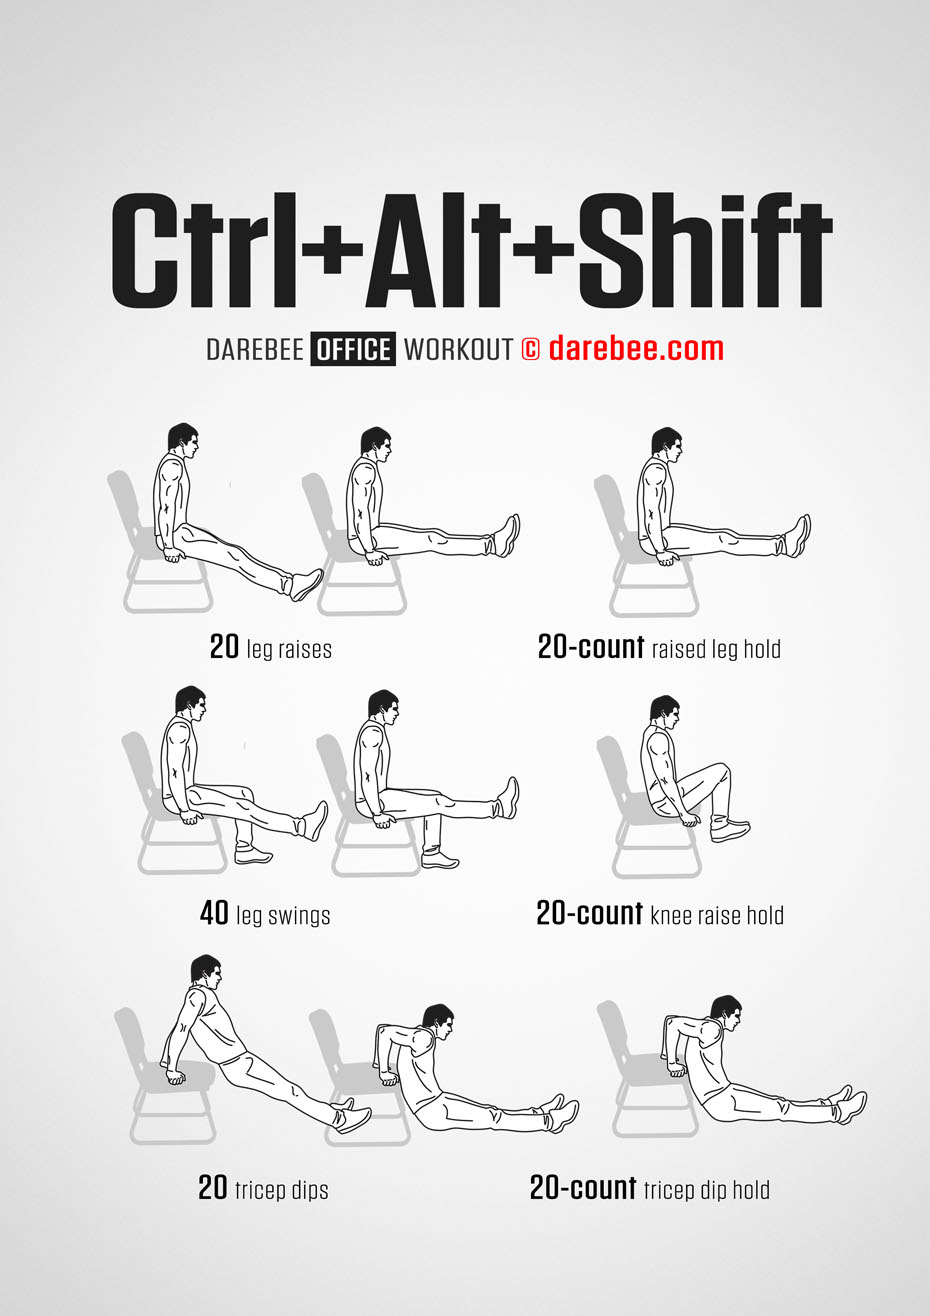 Ctrl+Alt+Shift
DAREBEE OFFICE WORKOUT © darebee.com
20 leg raises
20-count raised leg hold
40 leg swings
20-count knee raise hold
20 tricep dips
20-count tricep dip hold